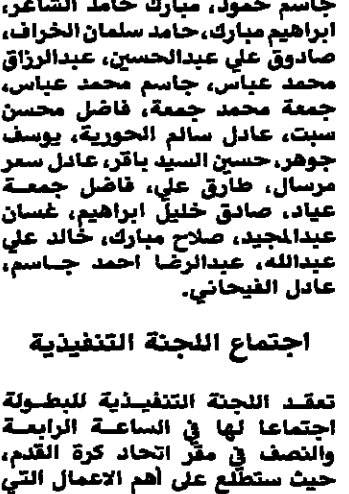 جاسم حمود، مبارك حامد الشاعر،
ابراهيم مبارك، حامد سلمان الخراف،
صادوق علي عبدالحسين، عبدالرزاق
محمد عباس، جاسم محمد عباس،
جمعة محمد جمعة، فاضل محسن
سبت، عادل سالم الحورية، يوسف
جوهر، حسين السيد باقر، عادل سعر
مرسال، طارق علي، فاضل جمعة
عياد، صادق خليل ابراهيم، غسان
عبدالمجيد، صلاح مبارك، خالد علي
عبدالله، عبدالرضا احمد جاسم،
عادل الفيحاني.
اجتماع اللجنة التنفيذية
تعقد اللجنة التنفيذية للبطولة
اجتماعا لها في الساعة الرابعة
والنصف في مقر اتحاد كرة القدم،
حيث ستطلع على أهم الاعمال التي